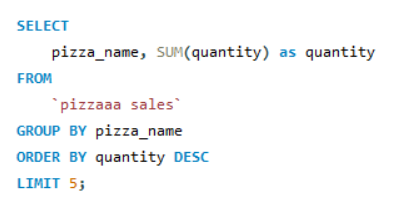 SELECT
pizza_name, SUM(quantity) as quantity
FROM
`pizzaaa sales`
GROUP BY pizza_name
ORDER BY quantity DESC
LIMIT 5;